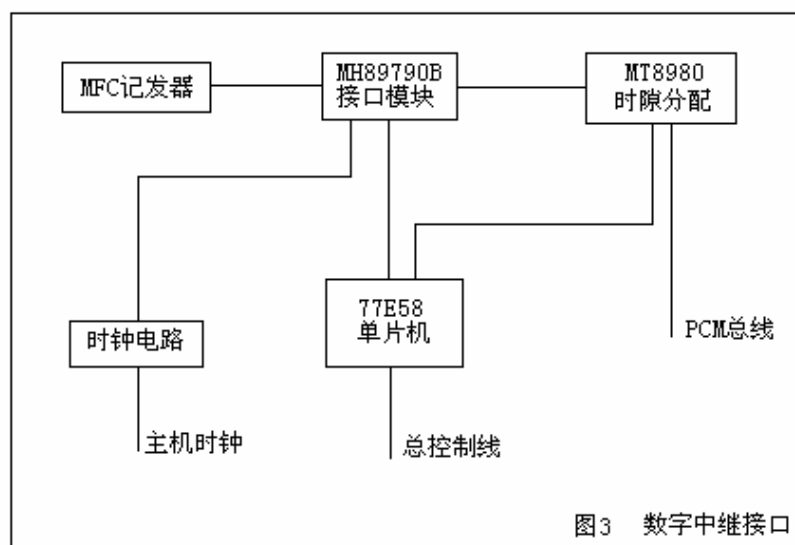 MFC记发器
MH89790B
接口模块
MT8980
时隙分配
77E58
单片机
时钟电路
PCM总线
主机时钟
总控制线
图3 数字中继接口